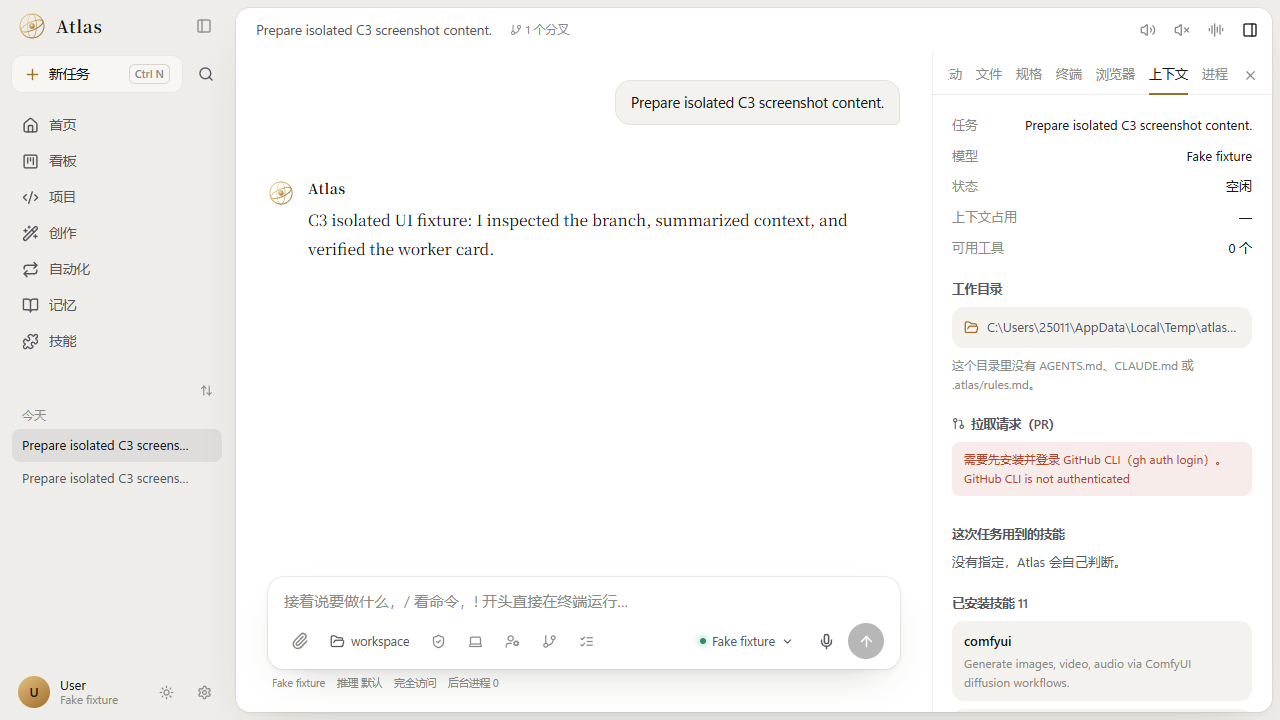 Atlas
新任务
Ctrl N
首页
看板
项目
创作
自动化
记忆
技能
今天
Prepare isolated C3 screens...
Prepare isolated C3 screens...
U
User
Fake fixture
Prepare isolated C3 screenshot content.
1 个分叉
Prepare isolated C3 screenshot content.
Atlas
C3 isolated UI fixture: I inspected the branch, summarized context, and
verified the worker card.
接着说要做什么，/ 看命令，! 开头直接在终端运行...
workspace
Fake fixture
Fake fixture 推理 默认 完全访问 后台进程 0
动 文件 规格 终端 浏览器 上下文 进程
任务 Prepare isolated C3 screenshot content.
模型 Fake fixture
状态 空闲
上下文占用 —
可用工具 0 个
工作目录
C:\Users\25011\AppData\Local\Temp\atlas...
这个目录里没有 AGENTS.md、CLAUDE.md 或
.atlas/rules.md。
拉取请求（PR）
需要先安装并登录 GitHub CLI（gh auth login）。
GitHub CLI is not authenticated
这次任务用到的技能
没有指定，Atlas 会自己判断。
已安装技能 11
comfyui
Generate images, video, audio via ComfyUI
diffusion workflows.